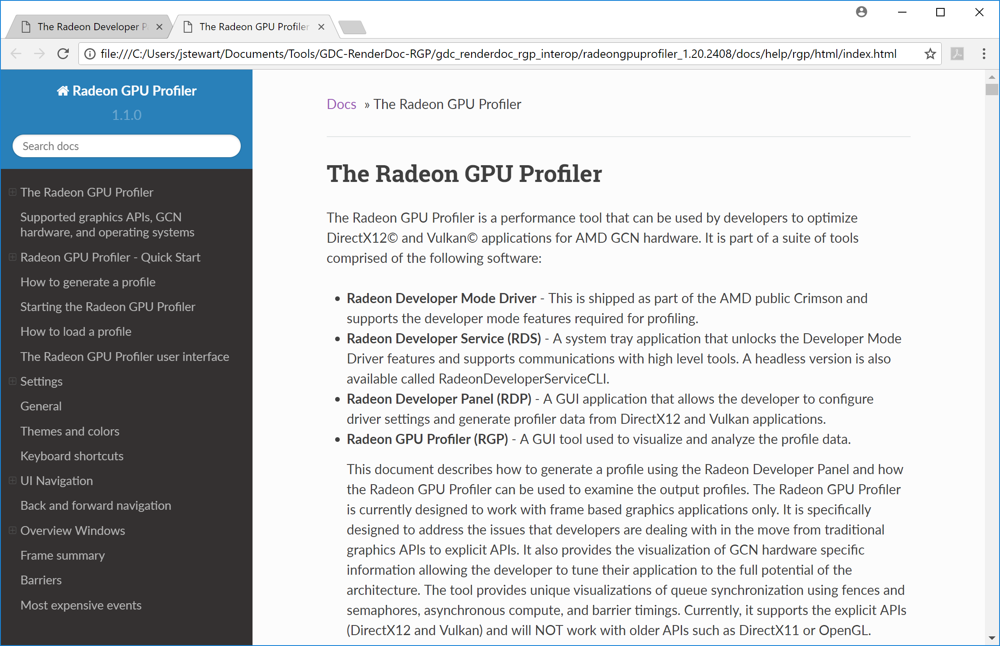 The Radeon Developer Pa
The Radeon GPU Profiler
file:///C:/Users/jstewart/Documents/Tools/GDC-RenderDoc-RGP/gdc_renderdoc_rgp_interop/radeongpuprofiler_1.20.2408/docs/help/rgp/html/index.html
Radeon GPU Profiler
1.1.0
Search docs
The Radeon GPU Profiler
Supported graphics APIs, GCN
hardware, and operating systems
Radeon GPU Profiler - Quick Start
How to generate a profile
Starting the Radeon GPU Profiler
How to load a profile
The Radeon GPU Profiler user interface
Settings
General
Themes and colors
Keyboard shortcuts
UI Navigation
Back and forward navigation
Overview Windows
Frame summary
Barriers
Most expensive events
Docs » The Radeon GPU Profiler
The Radeon GPU Profiler
The Radeon GPU Profiler is a performance tool that can be used by developers to optimize
DirectX12© and Vulkan© applications for AMD GCN hardware. It is part of a suite of tools
comprised of the following software:
• Radeon Developer Mode Driver - This is shipped as part of the AMD public Crimson and
supports the developer mode features required for profiling.
• Radeon Developer Service (RDS) - A system tray application that unlocks the Developer Mode
Driver features and supports communications with high level tools. A headless version is also
available called RadeonDeveloperServiceCLI.
• Radeon Developer Panel (RDP) - A GUI application that allows the developer to configure
driver settings and generate profiler data from DirectX12 and Vulkan applications.
• Radeon GPU Profiler (RGP) - A GUI tool used to visualize and analyze the profile data.
This document describes how to generate a profile using the Radeon Developer Panel and how
the Radeon GPU Profiler can be used to examine the output profiles. The Radeon GPU Profiler
is currently designed to work with frame based graphics applications only. It is specifically
designed to address the issues that developers are dealing with in the move from traditional
graphics APIs to explicit APIs. It also provides the visualization of GCN hardware specific
information allowing the developer to tune their application to the full potential of the
architecture. The tool provides unique visualizations of queue synchronization using fences and
semaphores, asynchronous compute, and barrier timings. Currently, it supports the explicit APIs
(DirectX12 and Vulkan) and will NOT work with older APIs such as DirectX11 or OpenGL.